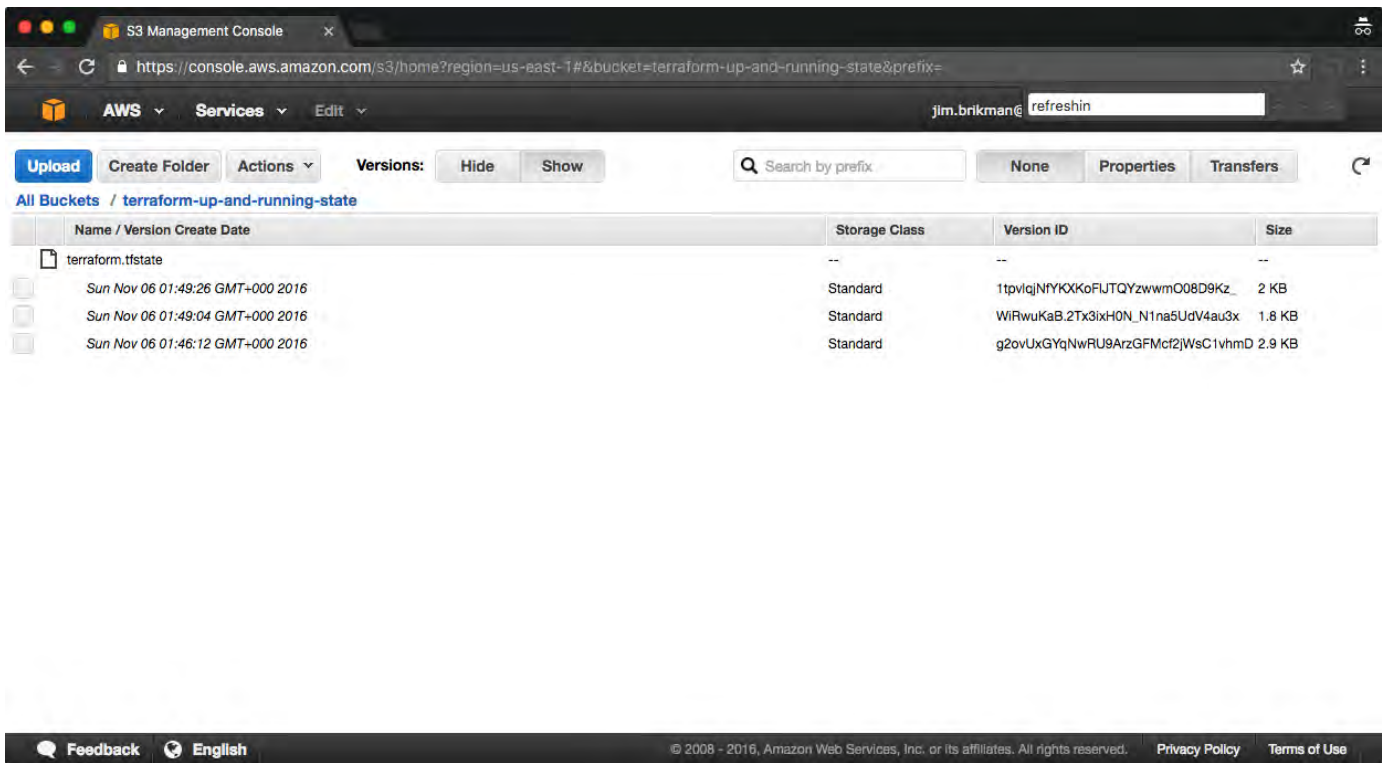 S3 Management Console
https://console.aws.amazon.com/s3/home?region=us-east-1#&bucket=terraform-up-and-running-state&prefix=
AWS Services Edit jim.brikman@ refreshin
Upload Create Folder Actions Versions: Hide Show Search by prefix None Properties Transfers
All Buckets / terraform-up-and-running-state
Name / Version Create Date Storage Class Version ID Size
terraform.tfstate -- -- --
Sun Nov 06 01:49:26 GMT+000 2016 Standard 1tpvlqjNfYKXKoFlJTQYzwwmO08D9Kz_ 2 KB
Sun Nov 06 01:49:04 GMT+000 2016 Standard WiRwuKaB.2Tx3ixH0N_N1na5UdV4au3x 1.8 KB
Sun Nov 06 01:46:12 GMT+000 2016 Standard g2ovUxGYqNwRU9ArzGFMcf2jWsC1vhmD 2.9 KB
Feedback English © 2008 - 2016, Amazon Web Services, Inc. or its affiliates. All rights reserved. Privacy Policy Terms of Use